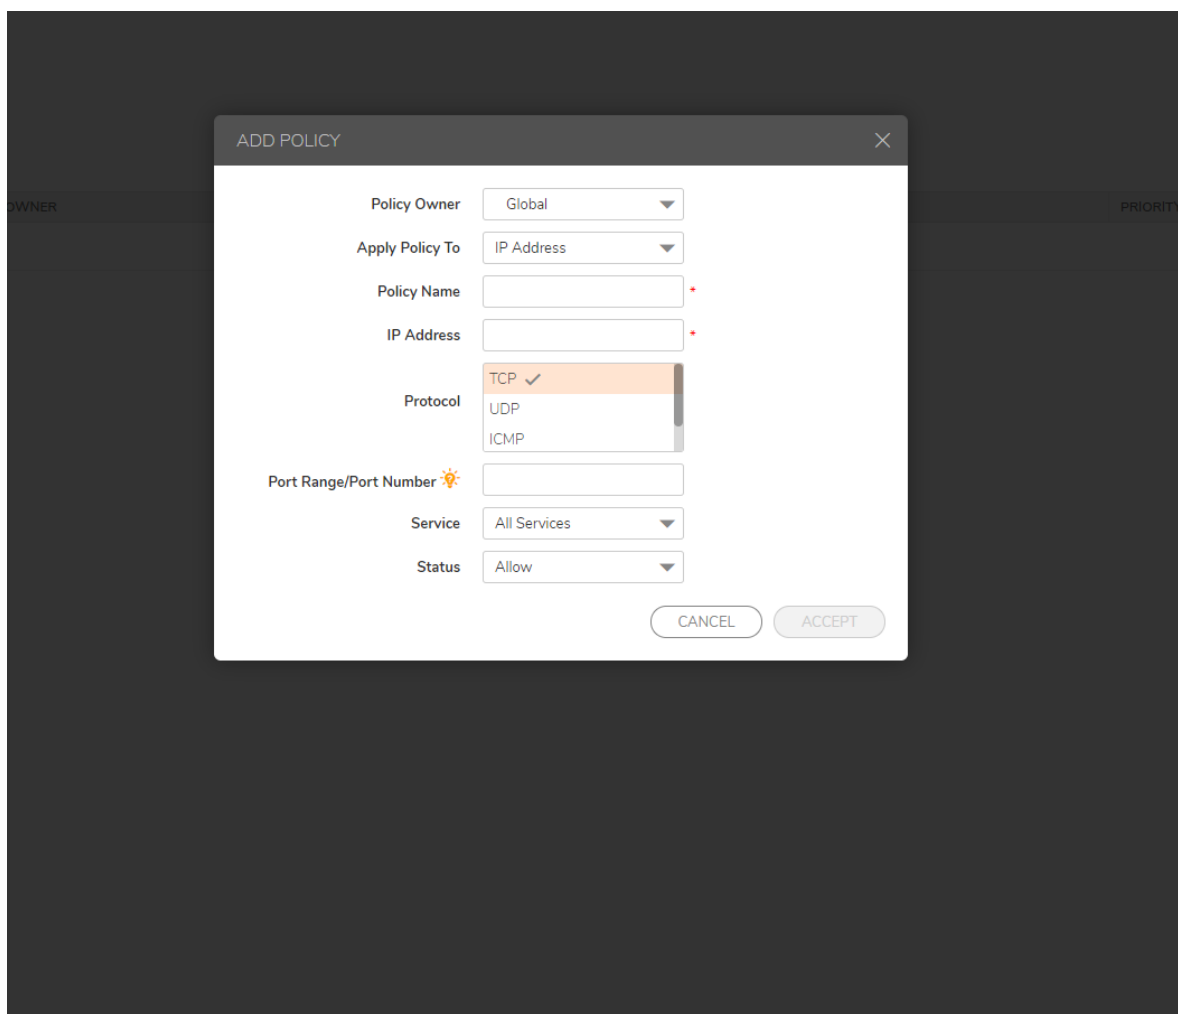 ADD POLICY
OWNER
PRIORITY
Policy Owner Global
Apply Policy To IP Address
Policy Name *
IP Address *
Protocol TCP
UDP
ICMP
Port Range/Port Number
Service All Services
Status Allow
CANCEL ACCEPT